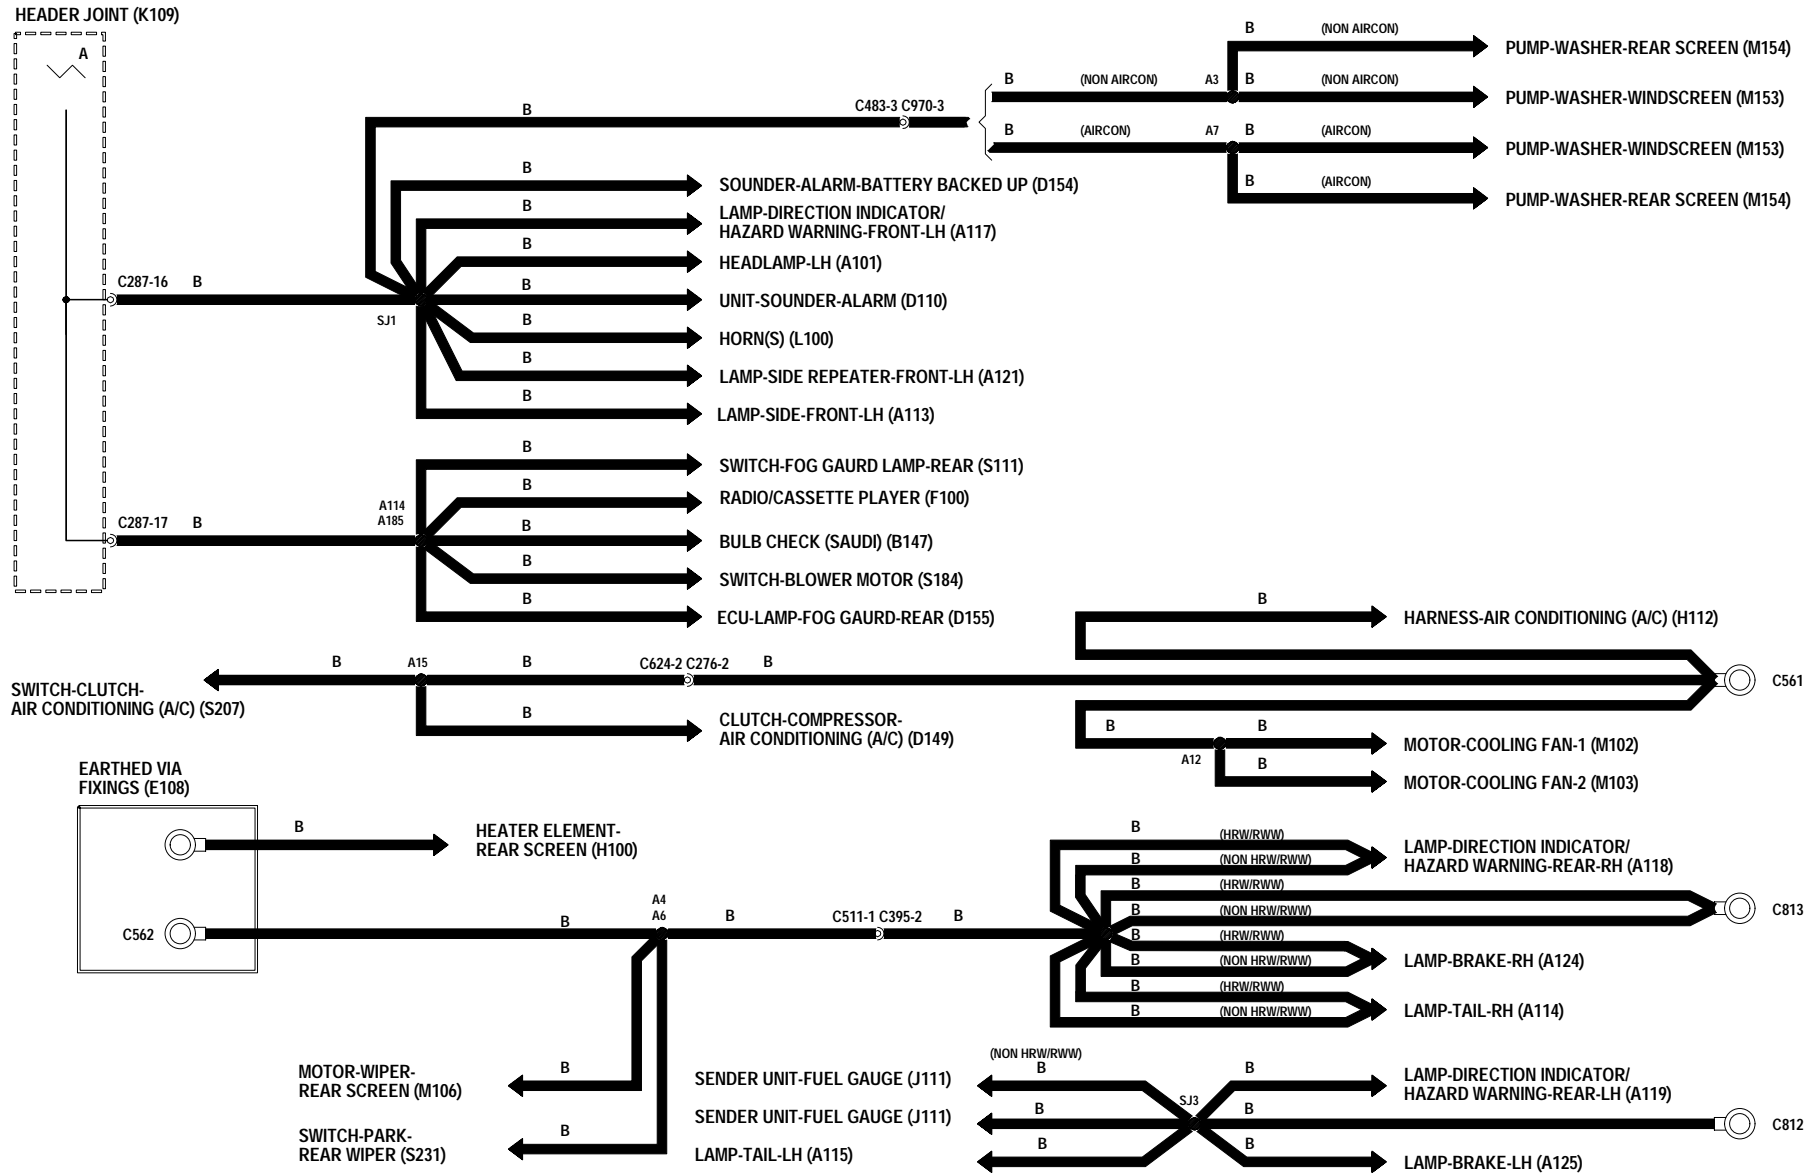 HEADER JOINT (K109)
A
B (NON AIRCON)
PUMP-WASHER-REAR SCREEN (M154)
B (NON AIRCON) A3 B (NON AIRCON)
PUMP-WASHER-WINDSCREEN (M153)
B C483-3 C970-3
B (AIRCON) A7 B (AIRCON)
PUMP-WASHER-WINDSCREEN (M153)
B (AIRCON)
PUMP-WASHER-REAR SCREEN (M154)
B
SOUNDER-ALARM-BATTERY BACKED UP (D154)
B
LAMP-DIRECTION INDICATOR/
HAZARD WARNING-FRONT-LH (A117)
B
HEADLAMP-LH (A101)
C287-16 B
B
UNIT-SOUNDER-ALARM (D110)
SJ1
B
HORN(S) (L100)
B
LAMP-SIDE REPEATER-FRONT-LH (A121)
B
LAMP-SIDE-FRONT-LH (A113)
B
SWITCH-FOG GAURD LAMP-REAR (S111)
B
RADIO/CASSETTE PLAYER (F100)
A114
A185
C287-17 B
B
BULB CHECK (SAUDI) (B147)
B
SWITCH-BLOWER MOTOR (S184)
B
ECU-LAMP-FOG GAURD-REAR (D155)
B
HARNESS-AIR CONDITIONING (A/C) (H112)
B A15 B C624-2 C276-2 B
SWITCH-CLUTCH-
AIR CONDITIONING (A/C) (S207)
C561
B
CLUTCH-COMPRESSOR-
AIR CONDITIONING (A/C) (D149)
B B
MOTOR-COOLING FAN-1 (M102)
A12 B
MOTOR-COOLING FAN-2 (M103)
EARTHED VIA
FIXINGS (E108)
B
HEATER ELEMENT-
REAR SCREEN (H100)
B (HRW/RWW)
B (NON HRW/RWW)
LAMP-DIRECTION INDICATOR/
HAZARD WARNING-REAR-RH (A118)
B (HRW/RWW)
B (NON HRW/RWW)
C813
C562 B
A4
A6
B C511-1 C395-2 B
B (HRW/RWW)
B (NON HRW/RWW)
LAMP-BRAKE-RH (A124)
B (HRW/RWW)
B (NON HRW/RWW)
LAMP-TAIL-RH (A114)
MOTOR-WIPER-
REAR SCREEN (M106)
B
SENDER UNIT-FUEL GAUGE (J111)
(NON HRW/RWW)
B
B
LAMP-DIRECTION INDICATOR/
HAZARD WARNING-REAR-LH (A119)
SENDER UNIT-FUEL GAUGE (J111)
B SJ3 B
C812
SWITCH-PARK-
REAR WIPER (S231)
B
LAMP-TAIL-LH (A115)
B B
LAMP-BRAKE-LH (A125)